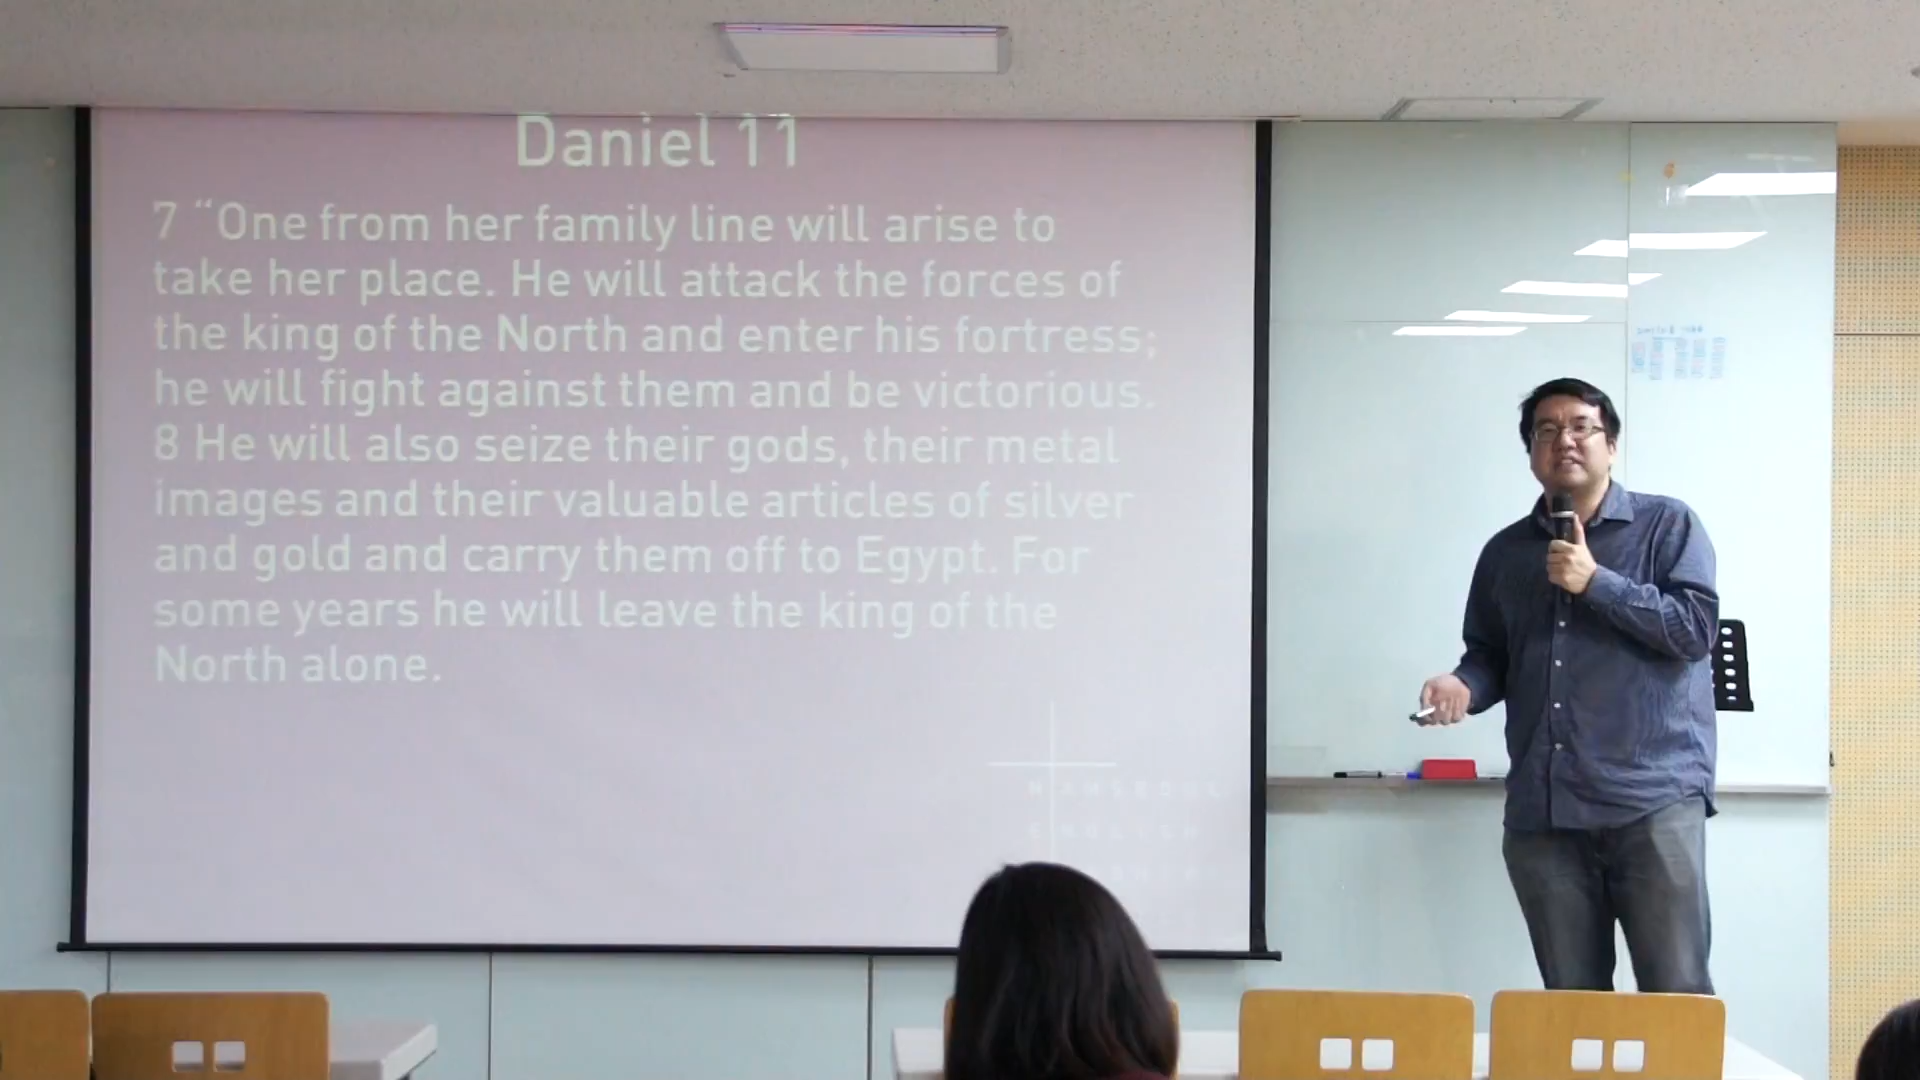 Daniel 11
7 “One from her family line will arise to
take her place. He will attack the forces of
the king of the North and enter his fortress;
he will fight against them and be victorious.
8 He will also seize their gods, their metal
images and their valuable articles of silver
and gold and carry them off to Egypt. For
some years he will leave the king of the
North alone.
NAMSEOUL
ENGLISH